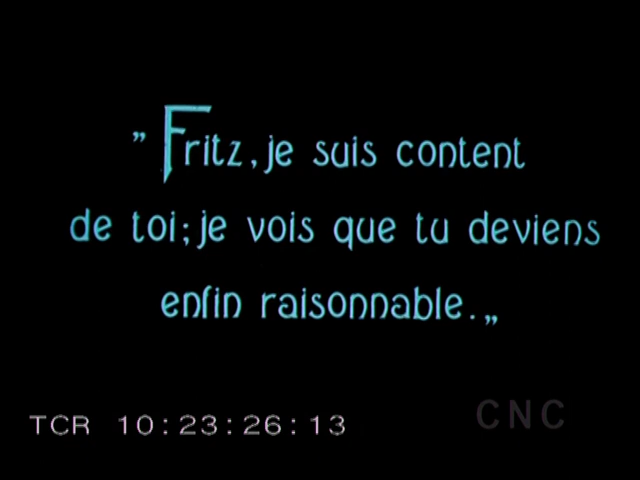 " Fritz, je suis content
de toi; je vois que tu deviens
enfin raisonnable. „
TCR 10:23:26:13
CNC